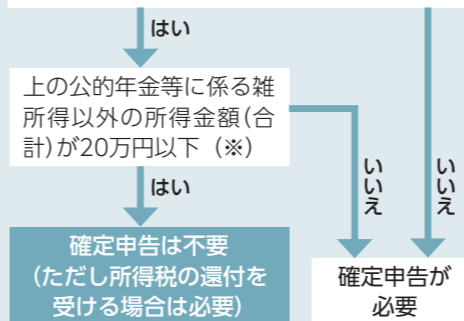 はい
上の公的年金等に係る雑
所得以外の所得金額(合
計)が20万円以下(※)
はい
いいえ
いいえ
確定申告は不要
(ただし所得税の還付を
受ける場合は必要)
確定申告が
必要